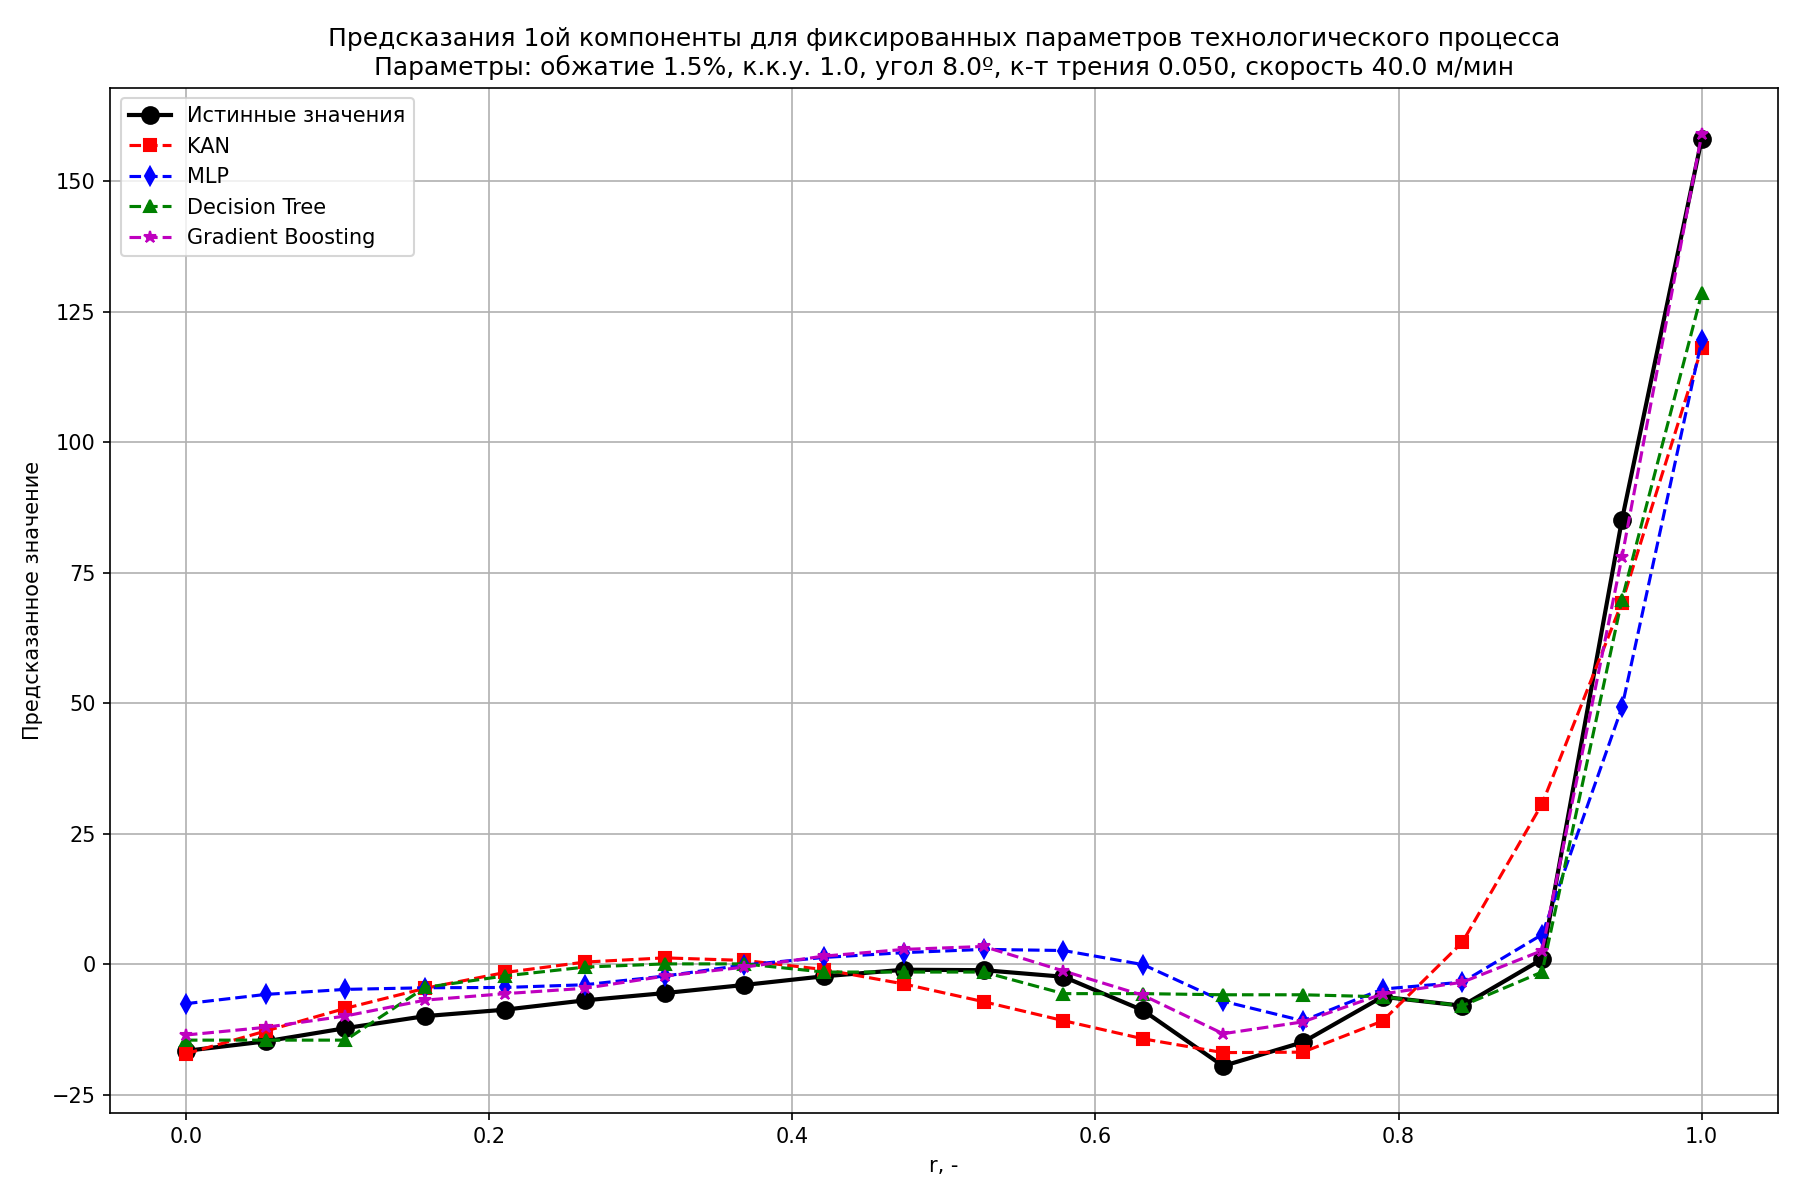 Предсказания 1ой компоненты для фиксированных параметров технологического процесса
Параметры: обжатие 1.5%, к.к.у. 1.0, угол 8.0º, к-т трения 0.050, скорость 40.0 м/мин
Истинные значения
KAN
MLP
Decision Tree
Gradient Boosting
Предсказанное значение
150
125
100
75
50
25
0
−25
0.0
0.2
0.4
0.6
0.8
1.0
r, -